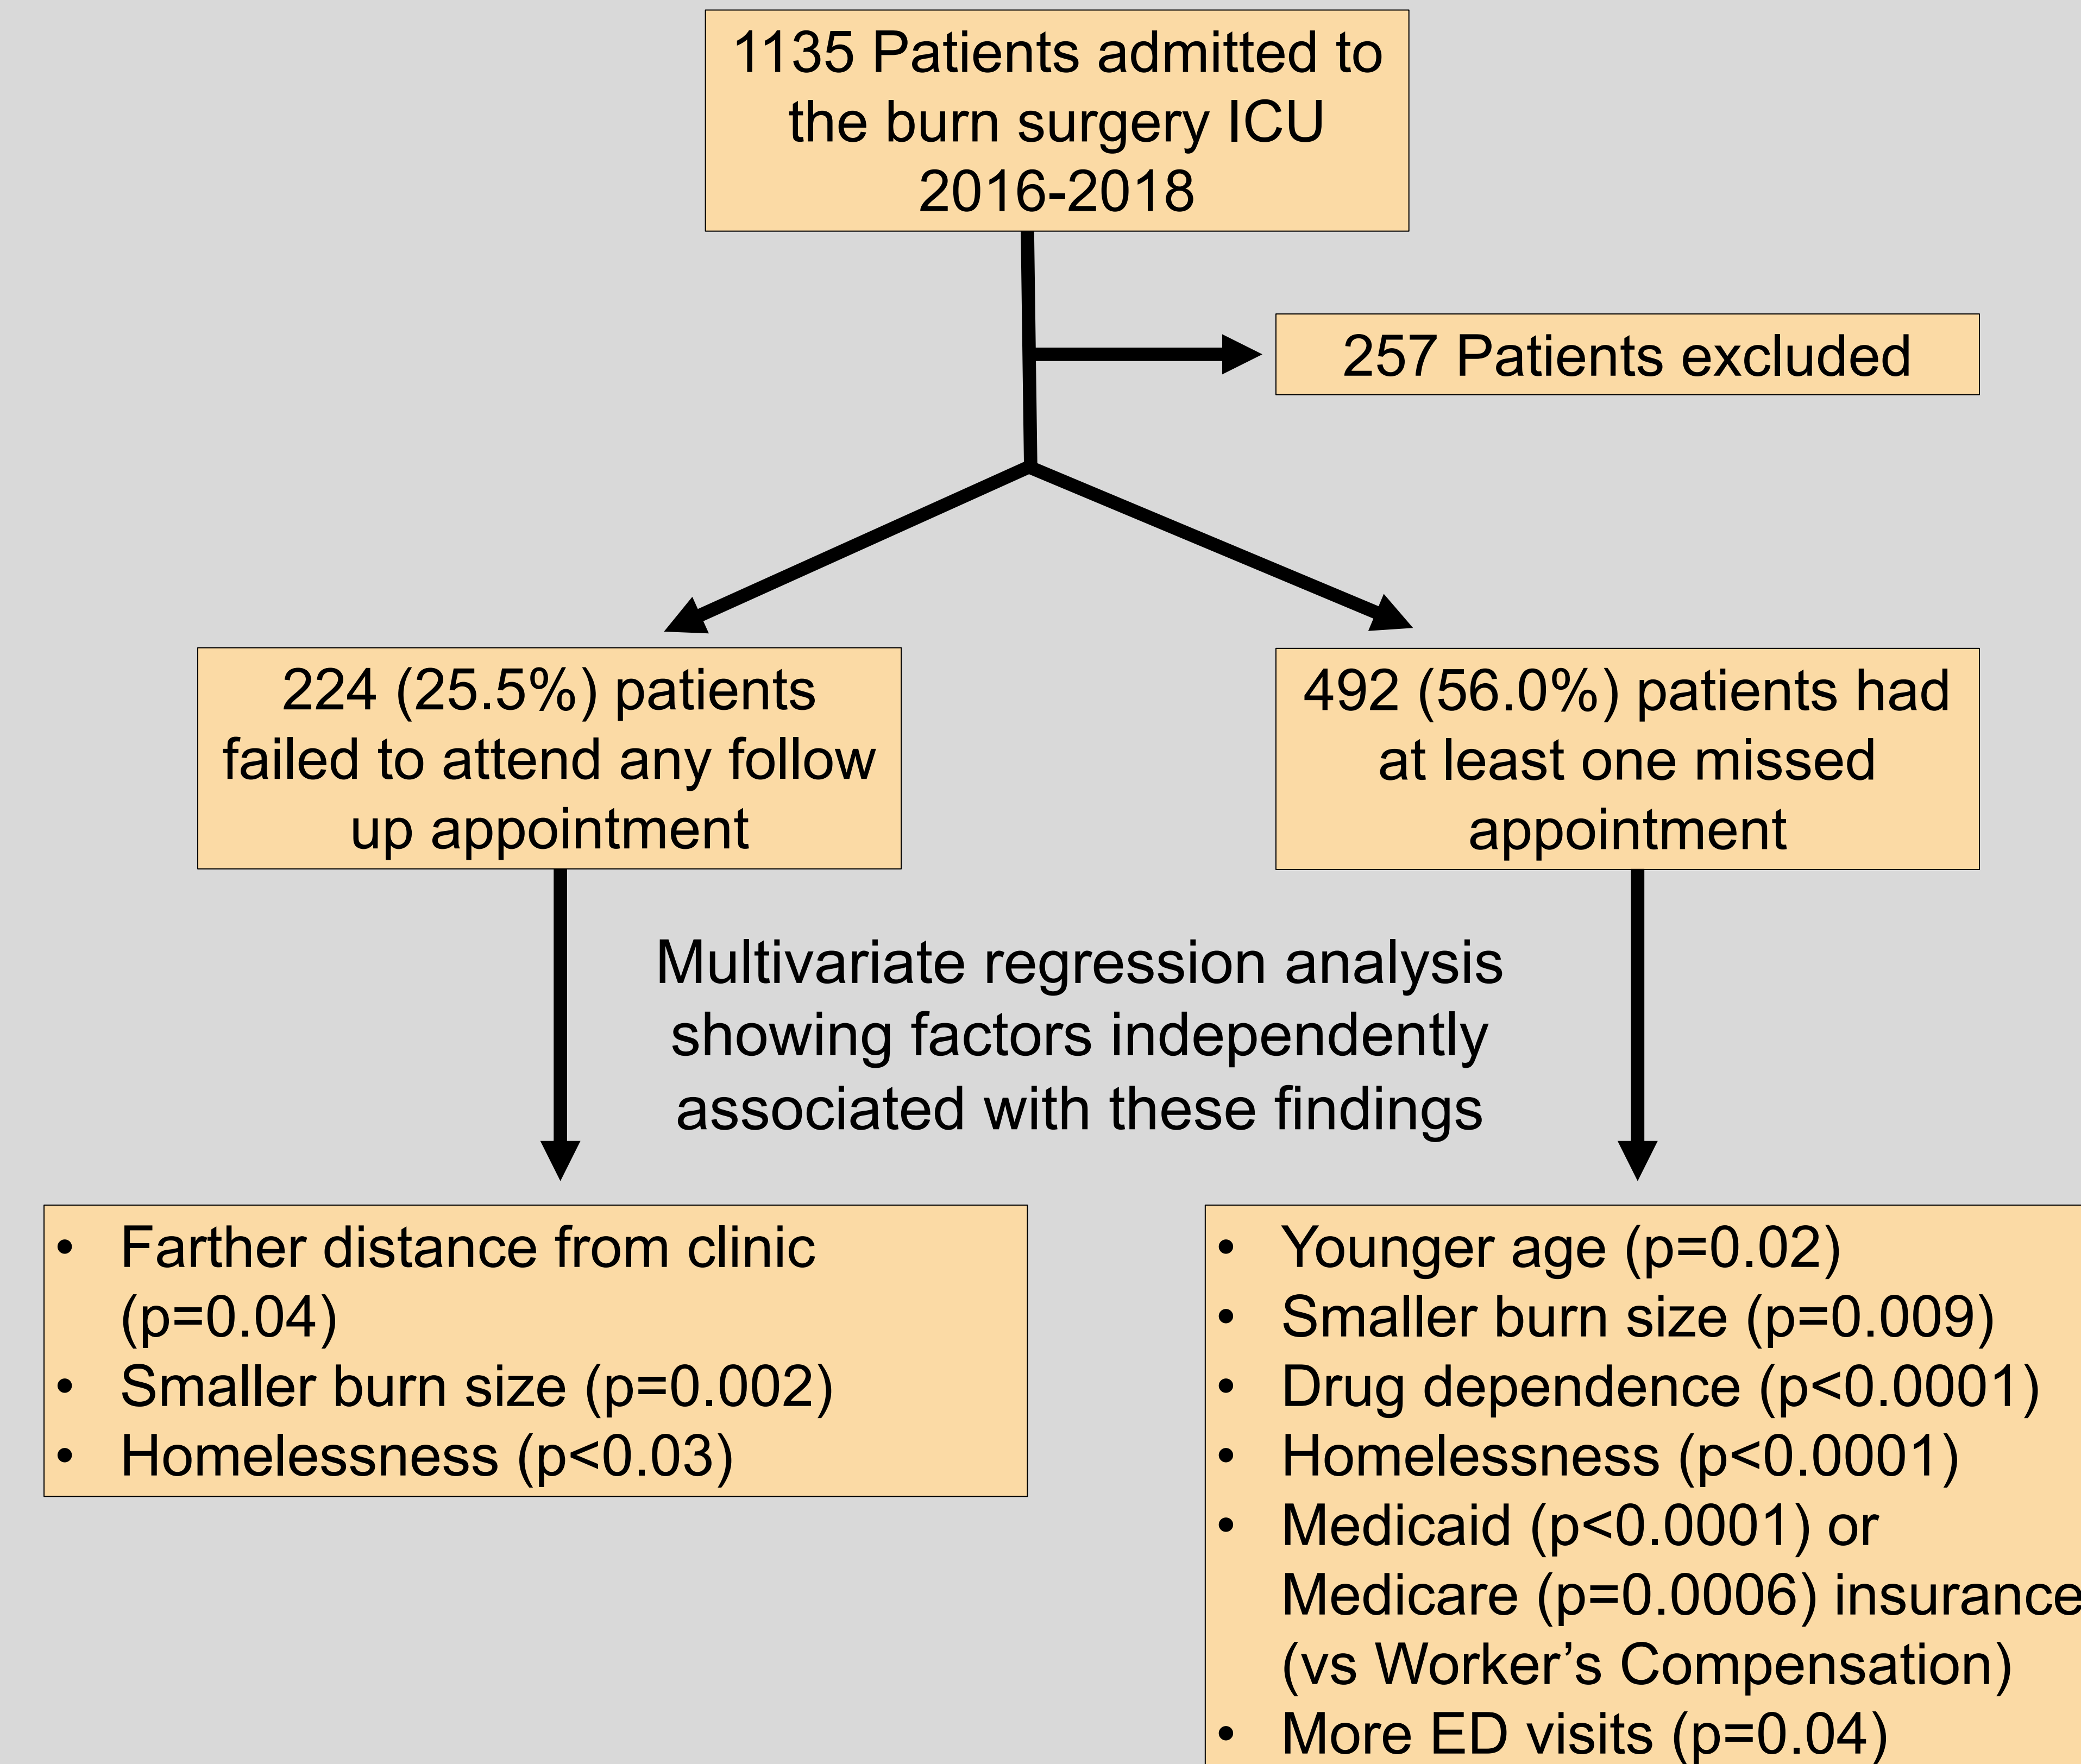 1135 Patients admitted to
the burn surgery ICU
2016-2018
257 Patients excluded
224 (25.5%) patients
failed to attend any follow
up appointment
492 (56.0%) patients had
at least one missed
appointment
Multivariate regression analysis
showing factors independently
associated with these findings
• Farther distance from clinic
(p=0.04)
• Smaller burn size (p=0.002)
• Homelessness (p<0.03)
• Younger age (p=0.02)
• Smaller burn size (p=0.009)
• Drug dependence (p<0.0001)
• Homelessness (p<0.0001)
• Medicaid (p<0.0001) or
Medicare (p=0.0006) insurance
(vs Worker’s Compensation)
• More ED visits (p=0.04)